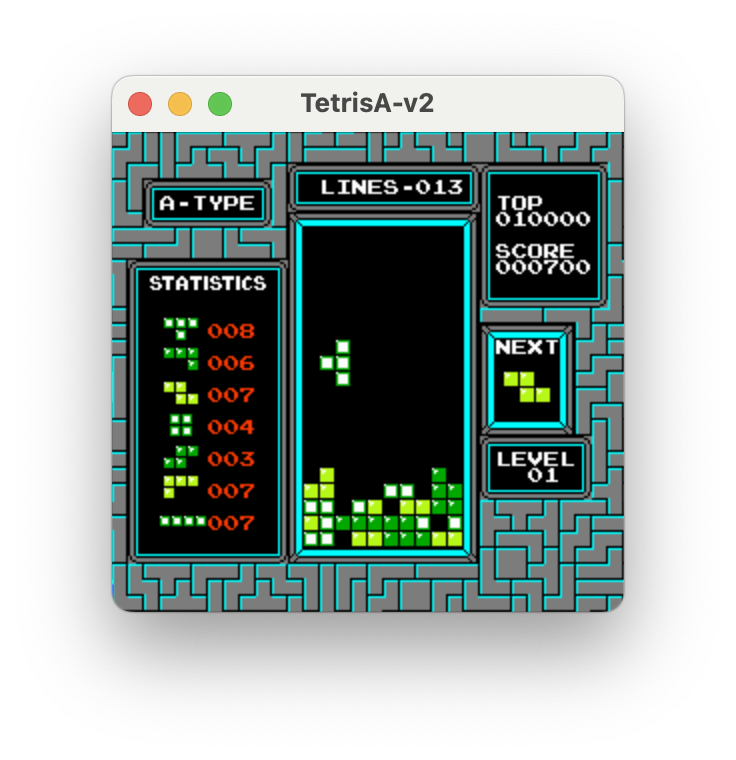 TetrisA-v2
A-TYPE
LINES-013
TOP
010000
SCORE
000700
STATISTICS
008
006
007
004
003
007
007
NEXT
LEVEL
01